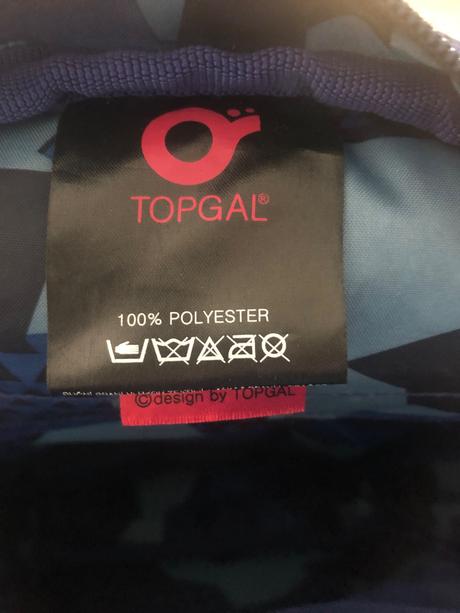 TOPGAL®
100% POLYESTER
©design by TOPGAL